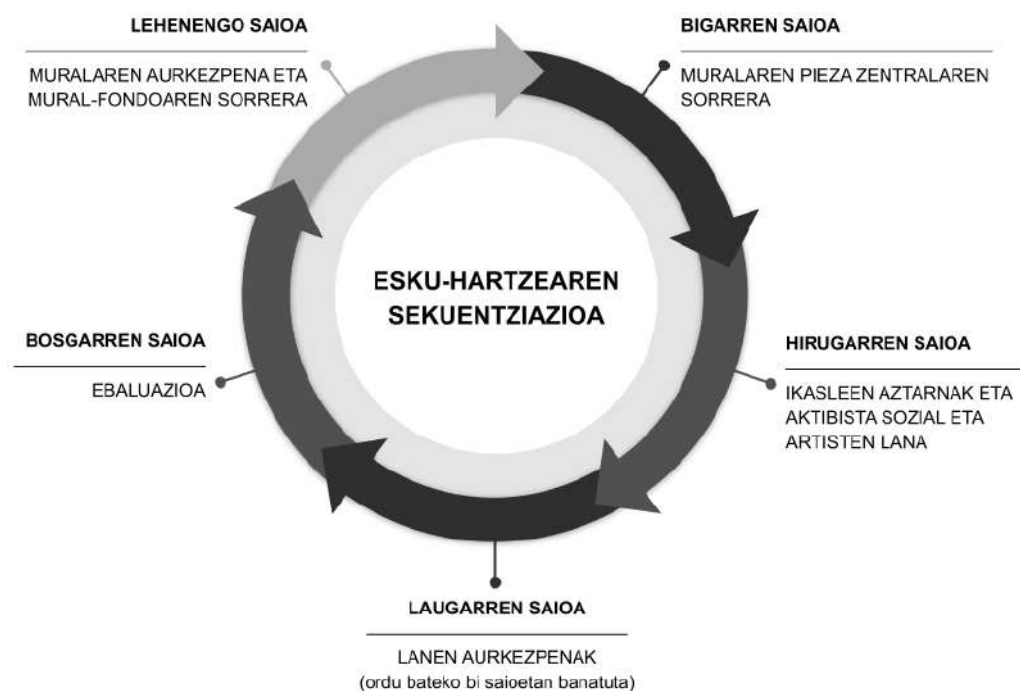 LEHENENGO SAIOA
MURALAREN AURKEZPENA ETA
MURAL-FONDOAREN SORRERA
BIGARREN SAIOA
MURALAREN PIEZA ZENTRALAREN
SORRERA
ESKU-HARTZEAREN
SEKUENTZIAZIOA
HIRUGARREN SAIOA
IKASLEEN AZTARNAK ETA
AKTIBISTA SOZIAL ETA
ARTISTEN LANA
LAUGARREN SAIOA
LANEN AURKEZPENAK
(ordu bateko bi saioetan banatuta)
BOSGARREN SAIOA
EBALUAZIOA